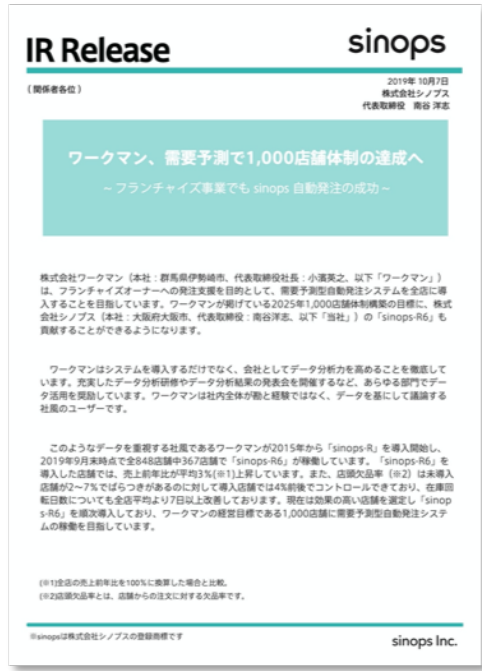 IR Release
sinops
（関係者各位）
2019年 10月7日
株式会社シノプス
代表取締役　南谷 洋志
ワークマン、需要予測で1,000店舗体制の達成へ
～フランチャイズ事業でも sinops 自動発注の成功～
株式会社ワークマン（本社：群馬県伊勢崎市、代表取締役社長：小濱英之、以下「ワークマン」）
は、フランチャイズオーナーへの発注支援を目的として、需要予測型自動発注システムを全店に導
入することを目指しています。ワークマンが掲げている2025年1,000店舗体制構築の目標に、株式
会社シノプス（本社：大阪府大阪市、代表取締役：南谷洋志、以下「当社」）の「sinops-R6」も
貢献することができるようになります。
ワークマンはシステムを導入するだけでなく、会社としてデータ分析力を高めることを徹底して
います。充実したデータ分析研修やデータ分析結果の発表会を開催するなど、あらゆる部門でデー
タ活用を奨励しています。ワークマンは社内全体が勘と経験ではなく、データを基にして議論する
社風のユーザーです。
このようなデータを重視する社風であるワークマンが2015年から「sinops-R」を導入開始し、
2019年9月末時点で全848店舗中367店舗で「sinops-R6」が稼働しています。「sinops-R6」を
導入した店舗では、売上前年比が平均3%(※1)上昇しています。また、店頭欠品率（※2）は未導入
店舗が2～7%でばらつきがあるのに対して導入店舗では4%前後でコントロールできており、在庫回
転日数についても全店平均より7日以上改善しております。現在は効果の高い店舗を選定し「sinop
s-R6」を順次導入しており、ワークマンの経営目標である1,000店舗に需要予測型自動発注システ
ムの稼働を目指しています。
(※1)全店の売上前年比を100%に換算した場合と比較。
(※2)店頭欠品率とは、店舗からの注文に対する欠品率です。
※sinopsは株式会社シノプスの登録商標です
sinops Inc.